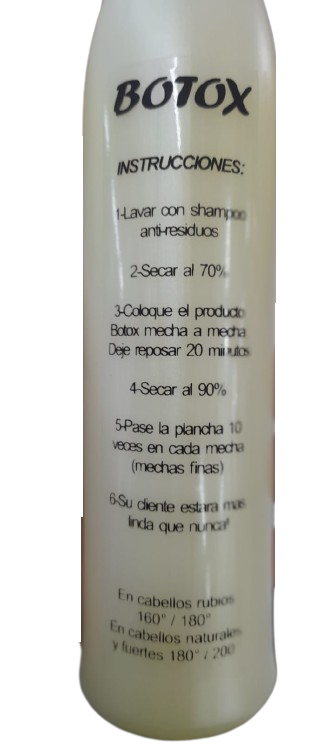 BOTOX
INSTRUCCIONES:
1-Lavar con shampoo
anti-residuos
2-Secar al 70%
3-Coloque el producto
Botox mecha a mecha
Deje reposar 20 minutos
4-Secar al 90%
5-Pase la plancha 10
veces en cada mecha
(mechas finas)
6-Su cliente estara mas
linda que nunca!
En cabellos rubios
160° / 180°
En cabellos naturales
y fuertes 180° / 200